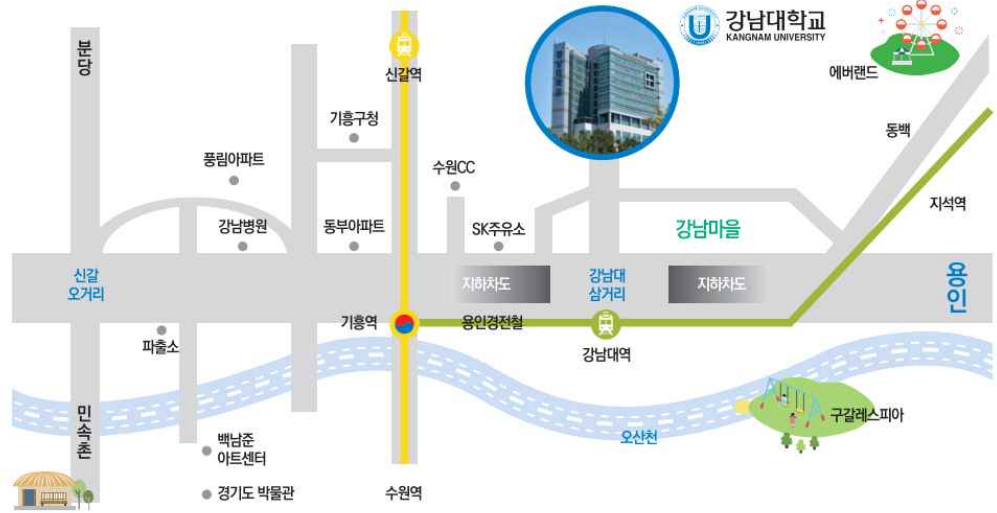 강남대학교
KANGNAM UNIVERSITY
분당
신갈역
에버랜드
기흥구청
동백
풍림아파트
수원CC
지석역
강남병원
동부아파트
SK주유소
강남마을
신갈
오거리
지하차도
강남대
삼거리
지하차도
용인
기흥역
용인경전철
파출소
강남대역
민속촌
구갈레스피아
백남준
아트센터
오산천
경기도 박물관
수원역